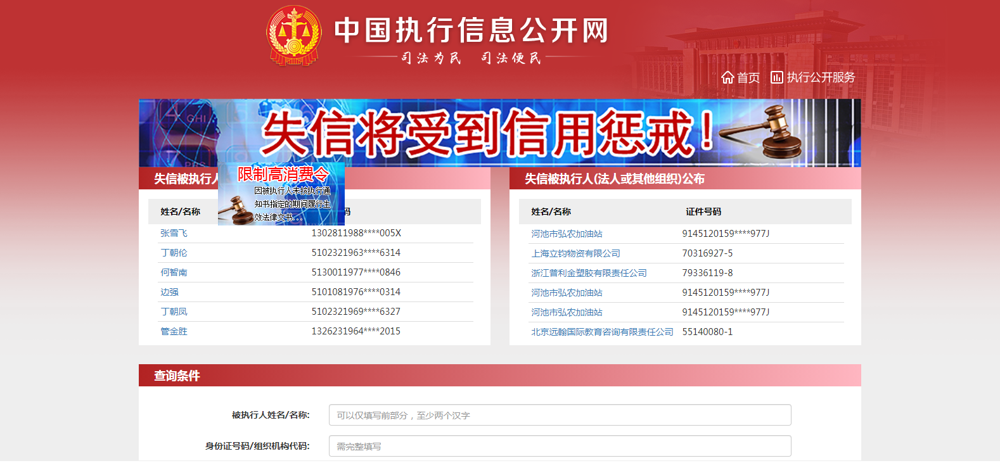 中国执行信息公开网
司法为民 司法便民
首页 执行公开服务
失信将受到信用惩戒!
失信被执行人
限制高消费令
因被执行人未按执行通
知书指定的期间履行生
效法律文书...
姓名/名称 码
张雪飞 1302811988****005X
丁朝伦 5102321963****6314
何智南 5130011977****0846
边强 5101081976****0314
丁朝凤 5102321969****6327
管金胜 1326231964****2015
失信被执行人(法人或其他组织)公布
姓名/名称 证件号码
河池市弘农加油站 9145120159****977J
上海立钧物资有限公司 70316927-5
浙江普利金塑胶有限责任公司 79336119-8
河池市弘农加油站 9145120159****977J
河池市弘农加油站 9145120159****977J
北京远翰国际教育咨询有限责任公司 55140080-1
查询条件
被执行人姓名/名称: 可以仅填写前部分，至少两个汉字
身份证号码/组织机构代码: 需完整填写